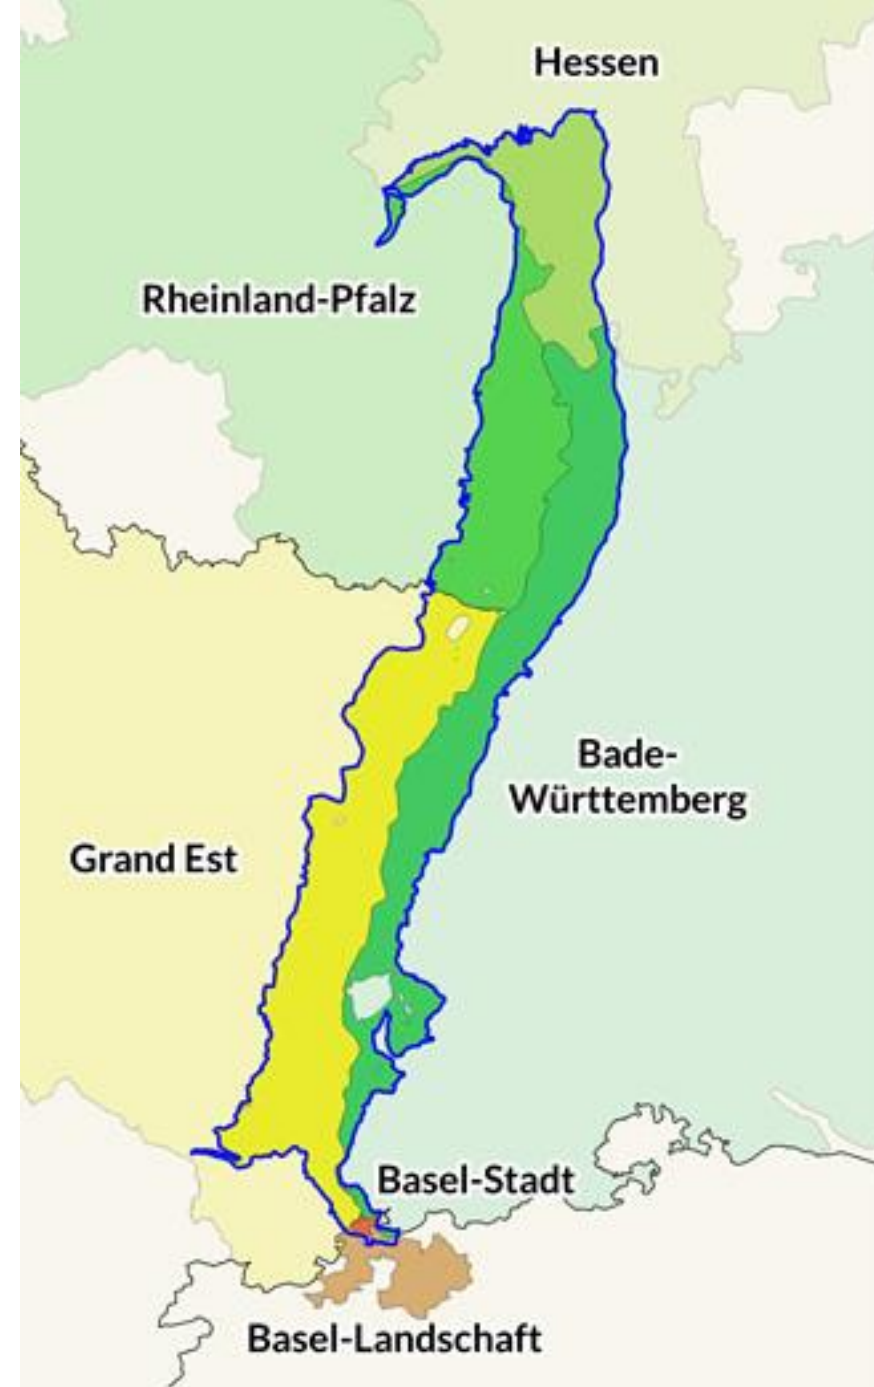 Hessen
Rheinland-Pfalz
Bade-
Württemberg
Grand Est
Basel-Stadt
Basel-Landschaft